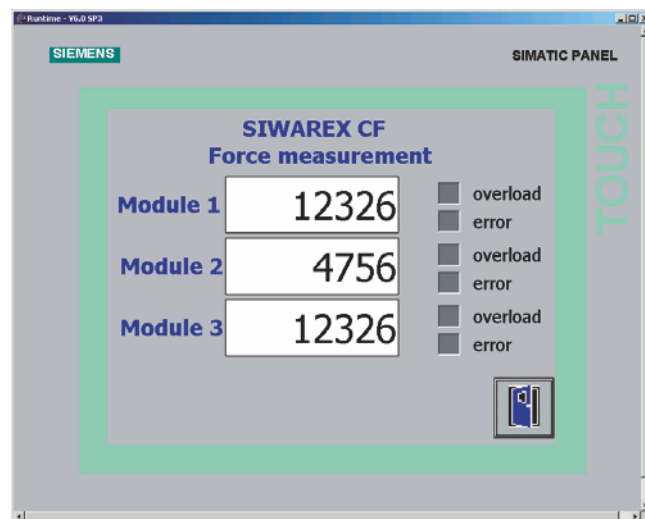 Runtime - V6.0 SP3
SIEMENS
SIMATIC PANEL
TOUCH
SIWAREX CF
Force measurement
Module 1 12326 overload
error
Module 2 4756 overload
error
Module 3 12326 overload
error